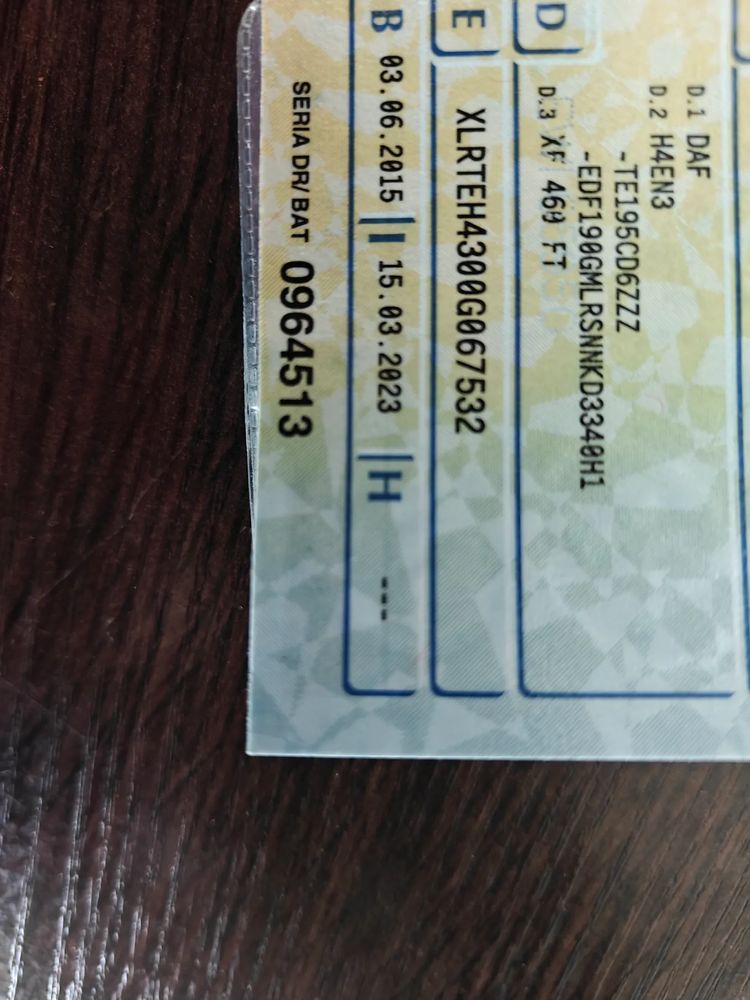 D
D.1 DAF
D.2 H4EN3
-TE195CD6ZZZ
-EDF190GMLRSNNKD3340H1
D.3 XF 460 FT
E
XLRTEH4300G067532
B 03.06.2015 I 15.03.2023 H ---
SERIA DR/BAT 0964513